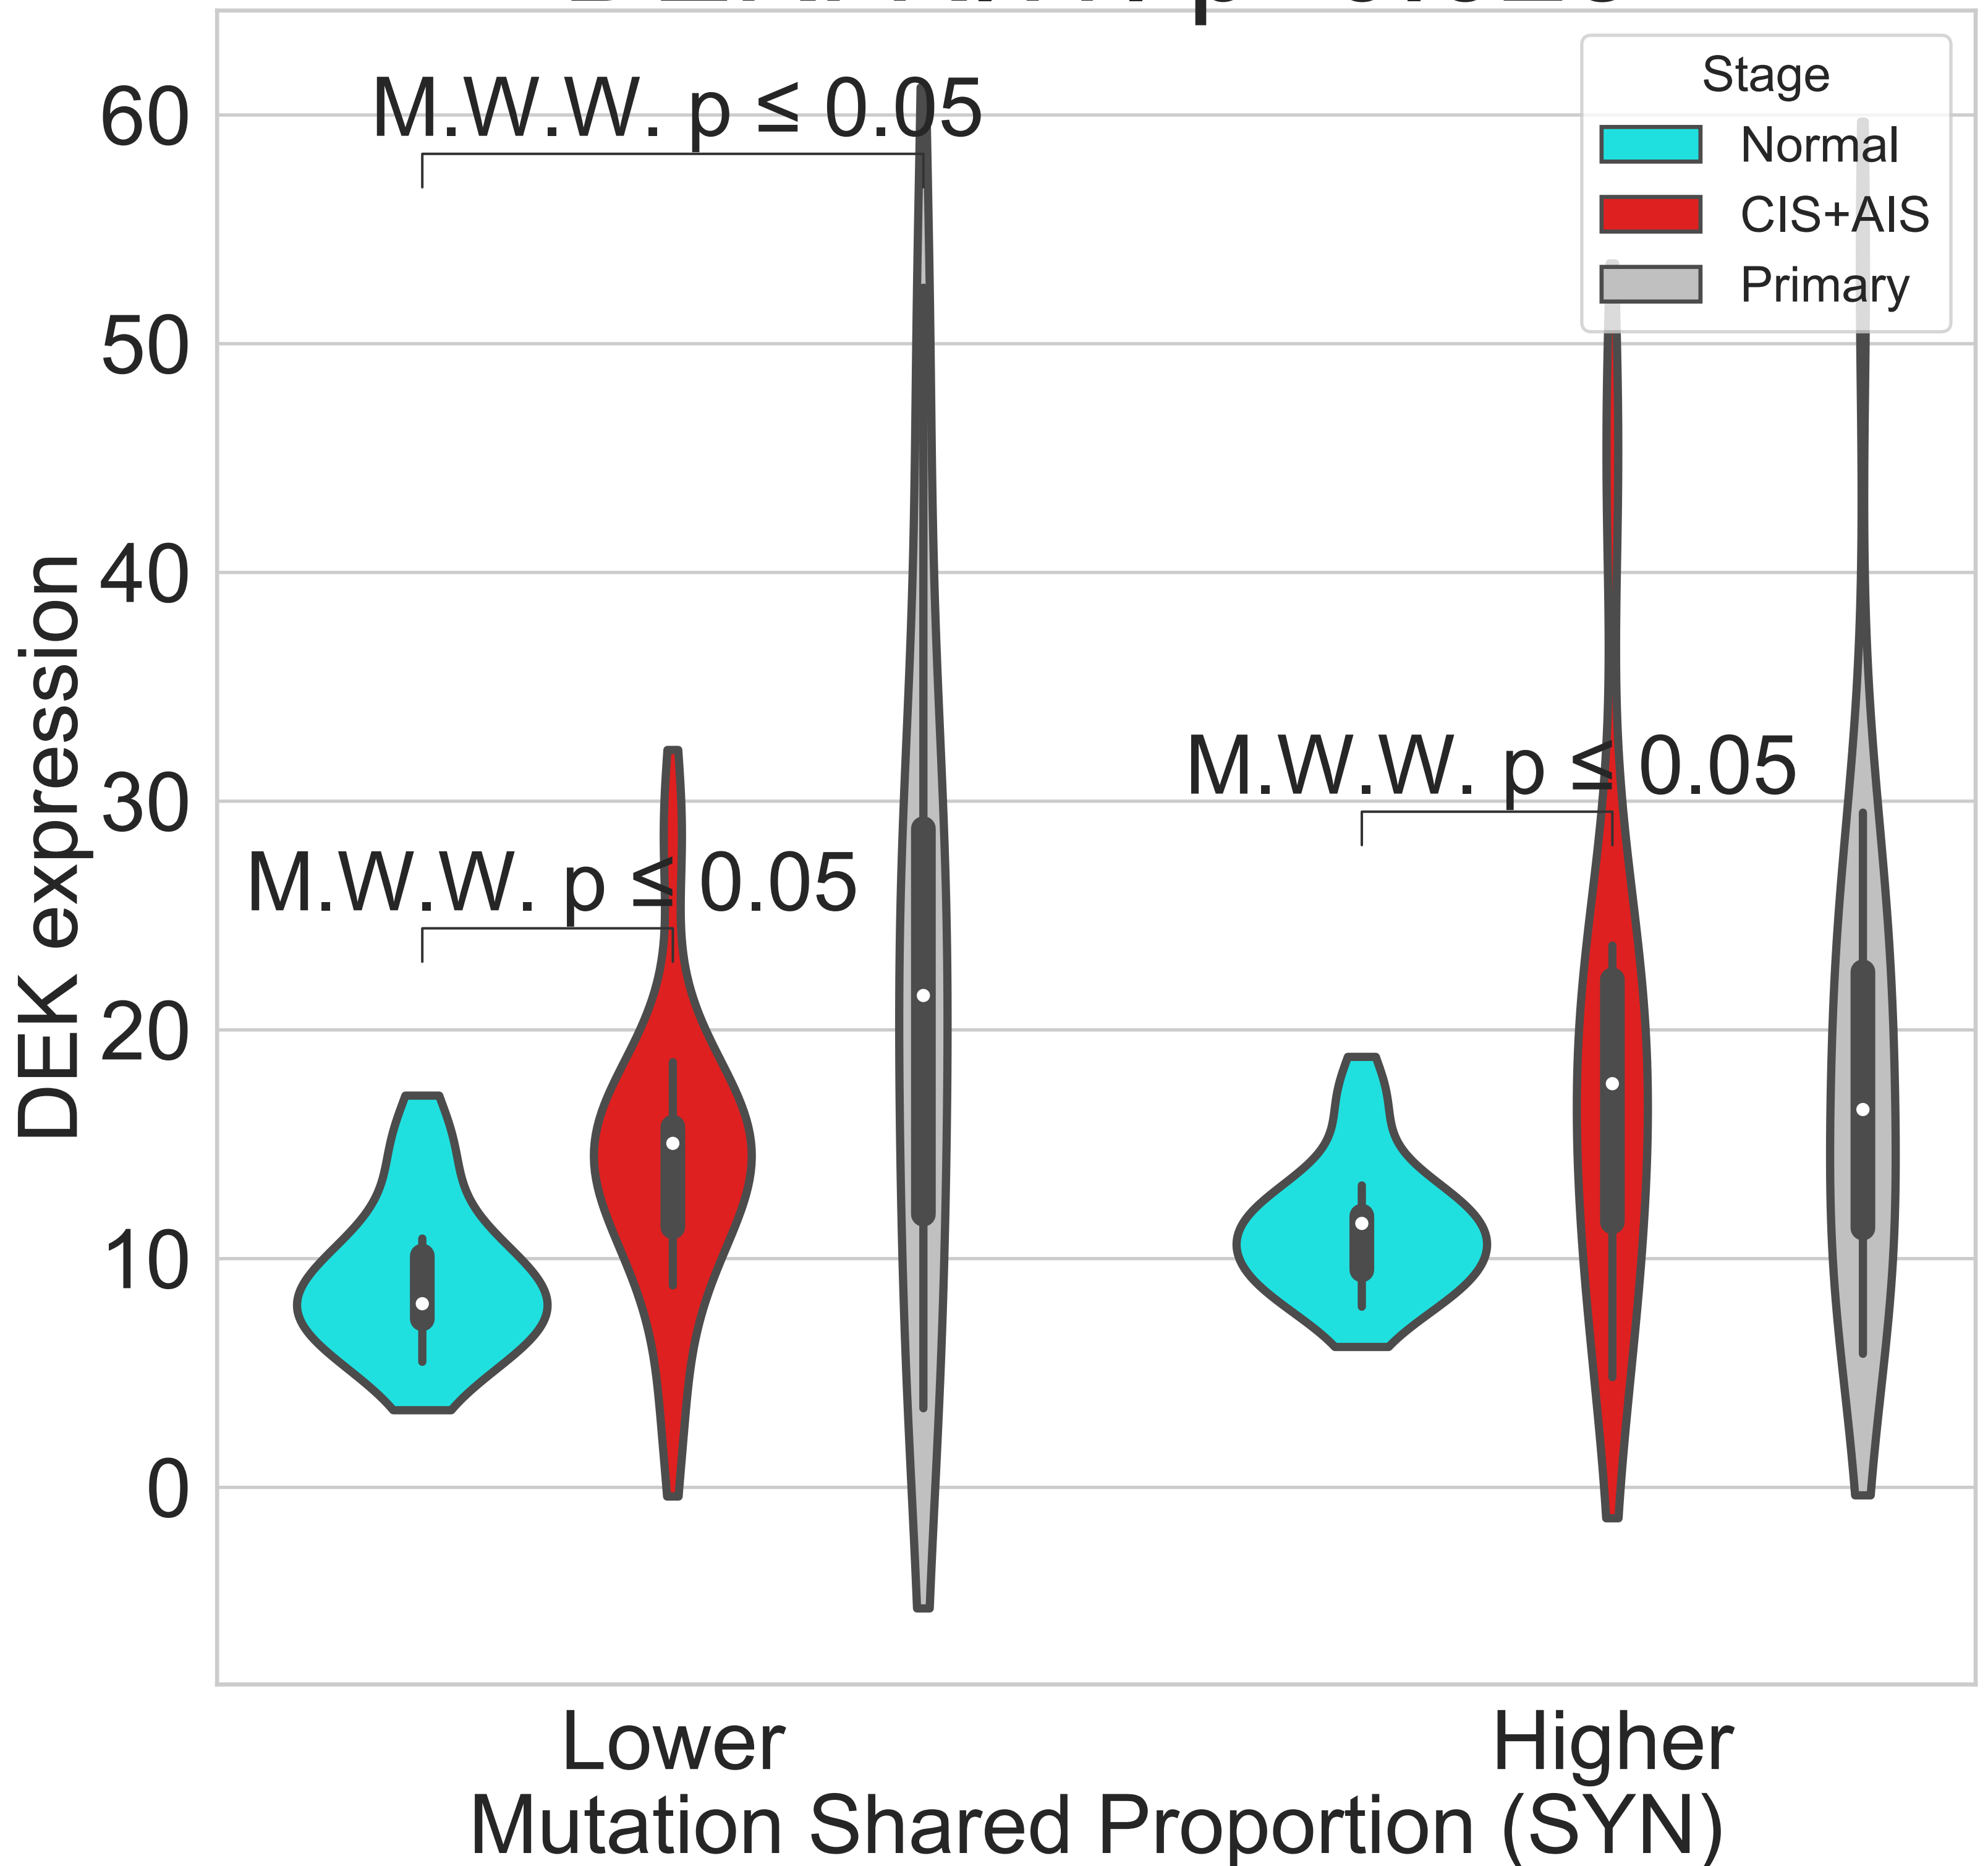 Stage
Normal
CIS+AIS
Primary
M.W.W. p ≤ 0.05
M.W.W. p ≤ 0.05
M.W.W. p ≤ 0.05
60
50
40
30
20
10
0
DEK expression
Lower
Higher
Mutation Shared Proportion (SYN)